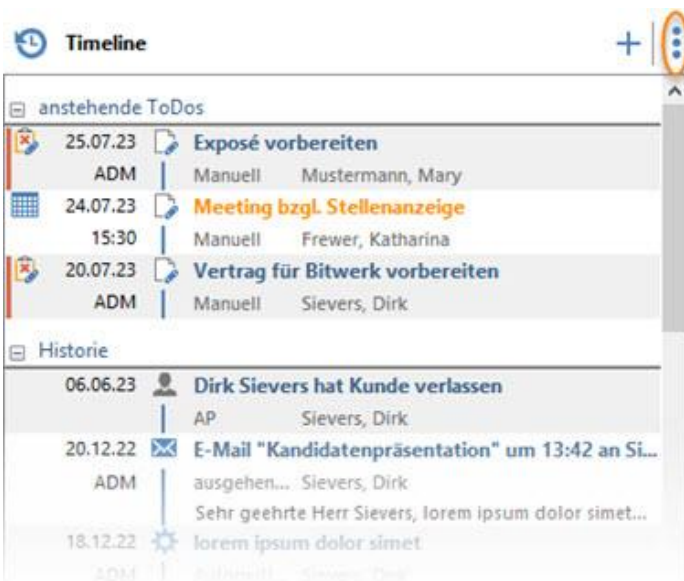 Timeline
anstehende ToDos
25.07.23 Exposé vorbereiten
ADM Manuell Mustermann, Mary
24.07.23 Meeting bzgl. Stellenanzeige
15:30 Manuell Frewer, Katharina
20.07.23 Vertrag für Bitwerk vorbereiten
ADM Manuell Sievers, Dirk
Historie
06.06.23 Dirk Sievers hat Kunde verlassen
AP Sievers, Dirk
20.12.22 E-Mail "Kandidatenpräsentation" um 13:42 an Si...
ADM ausgehen... Sievers, Dirk
Sehr geehrte Herr Sievers, lorem ipsum dolor simet...
18.12.22 lorem ipsum dolor simet
ADM Sievers, Dirk